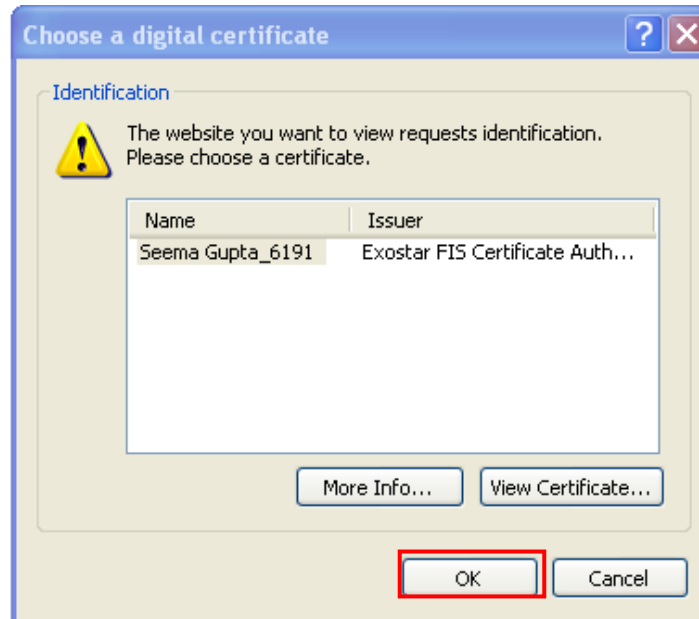 Choose a digital certificate
Identification
The website you want to view requests identification.
Please choose a certificate.
Name Issuer
Seema Gupta_6191 Exostar FIS Certificate Auth...
More Info... View Certificate...
OK Cancel